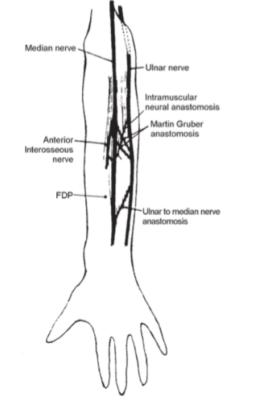 Median nerve
Ulnar nerve
Intramuscular
neural anastomosis
Martin Gruber
anastomosis
Anterior
Interosseous
nerve
FDP
Ulnar to median nerve
anastomosis